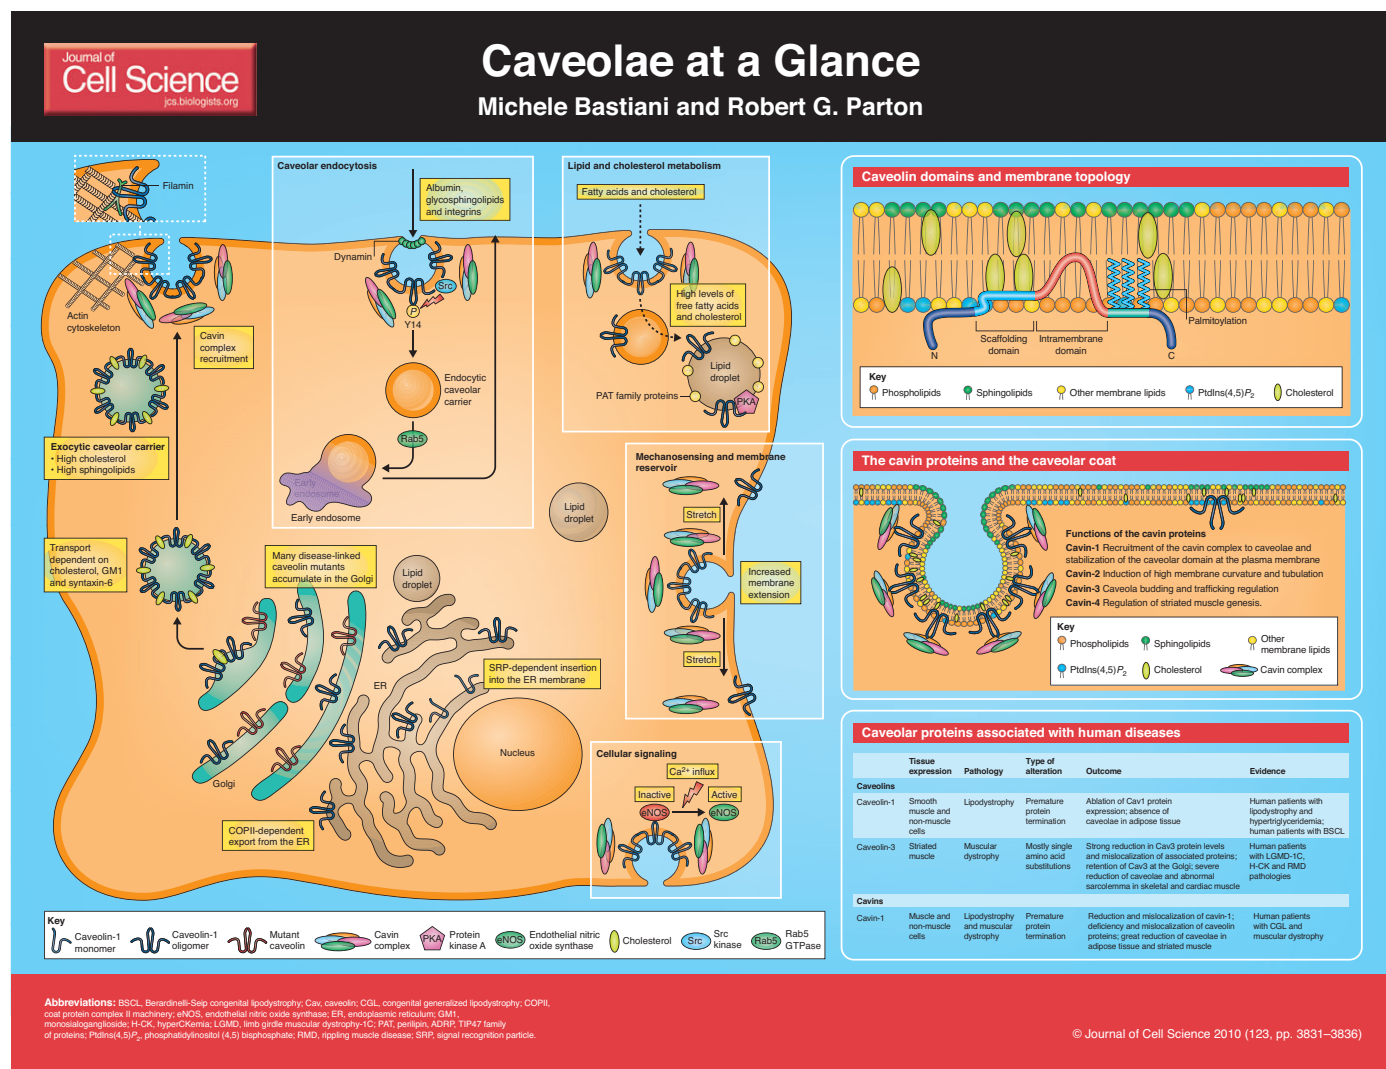 Journal of
Cell Science
jcs.biologists.org
Caveolae at a Glance
Michele Bastiani and Robert G. Parton
Filamin
Actin
cytoskeleton
Cavin
complex
recruitment
Exocytic caveolar carrier
• High cholesterol
• High sphingolipids
Transport
dependent on
cholesterol, GM1
and syntaxin-6
Caveolar endocytosis
Albumin,
glycosphingolipids
and integrins
Dynamin
Src
P
Y14
Endocytic
caveolar
carrier
Rab5
Early
endosome
Early endosome
Lipid and cholesterol metabolism
Fatty acids and cholesterol
High levels of
free fatty acids
and cholesterol
Lipid
droplet
PAT family proteins
PKA
Mechanosensing and membrane
reservoir
Stretch
Increased
membrane
extension
Stretch
Lipid
droplet
Many disease-linked
caveolin mutants
accumulate in the Golgi
Lipid
droplet
SRP-dependent insertion
into the ER membrane
ER
Nucleus
Golgi
COPII-dependent
export from the ER
Cellular signaling
Ca2+ influx
Inactive
Active
eNOS
eNOS
Key
Caveolin-1
monomer
Caveolin-1
oligomer
Mutant
caveolin
Cavin
complex
PKA
Protein
kinase A
eNOS
Endothelial nitric
oxide synthase
Cholesterol
Src
Src
kinase
Rab5
Rab5
GTPase
Caveolin domains and membrane topology
Palmitoylation
Scaffolding
domain
Intramembrane
domain
N
C
Key
Phospholipids
Sphingolipids
Other membrane lipids
PtdIns(4,5)P2
Cholesterol
The cavin proteins and the caveolar coat
Functions of the cavin proteins
Cavin-1 Recruitment of the cavin complex to caveolae and
stabilization of the caveolar domain at the plasma membrane
Cavin-2 Induction of high membrane curvature and tubulation
Cavin-3 Caveola budding and trafficking regulation
Cavin-4 Regulation of striated muscle genesis.
Key
Phospholipids
Sphingolipids
Other
membrane lipids
PtdIns(4,5)P2
Cholesterol
Cavin complex
Caveolar proteins associated with human diseases
Tissue
expression
Pathology
Type of
alteration
Outcome
Evidence
Caveolins
Caveolin-1
Smooth
muscle and
non-muscle
cells
Lipodystrophy
Premature
protein
termination
Ablation of Cav1 protein
expression; absence of
caveolae in adipose tissue
Human patients with
lipodystrophy and
hypertriglyceridemia;
human patients with BSCL
Caveolin-3
Striated
muscle
Muscular
dystrophy
Mostly single
amino acid
substitutions
Strong reduction in Cav3 protein levels
and mislocalization of associated proteins;
retention of Cav3 at the Golgi; severe
reduction of caveolae and abnormal
sarcolemma in skeletal and cardiac muscle
Human patients
with LGMD-1C,
H-CK and RMD
pathologies
Cavins
Cavin-1
Muscle and
non-muscle
cells
Lipodystrophy
and muscular
dystrophy
Premature
protein
termination
Reduction and mislocalization of cavin-1;
deficiency and mislocalization of caveolin
proteins; great reduction of caveolae in
adipose tissue and striated muscle
Human patients
with CGL and
muscular dystrophy
Abbreviations: BSCL, Berardinelli-Seip congenital lipodystrophy; Cav, caveolin; CGL, congenital generalized lipodystrophy; COPII,
coat protein complex II machinery; eNOS, endothelial nitric oxide synthase; ER, endoplasmic reticulum; GM1,
monosialoganglioside; H-CK, hyperCKemia; LGMD, limb girdle muscular dystrophy-1C; PAT, perilipin, ADRP, TIP47 family
of proteins; PtdIns(4,5)P2, phosphatidylinositol (4,5) bisphosphate; RMD, rippling muscle disease; SRP, signal recognition particle.
© Journal of Cell Science 2010 (123, pp. 3831–3836)